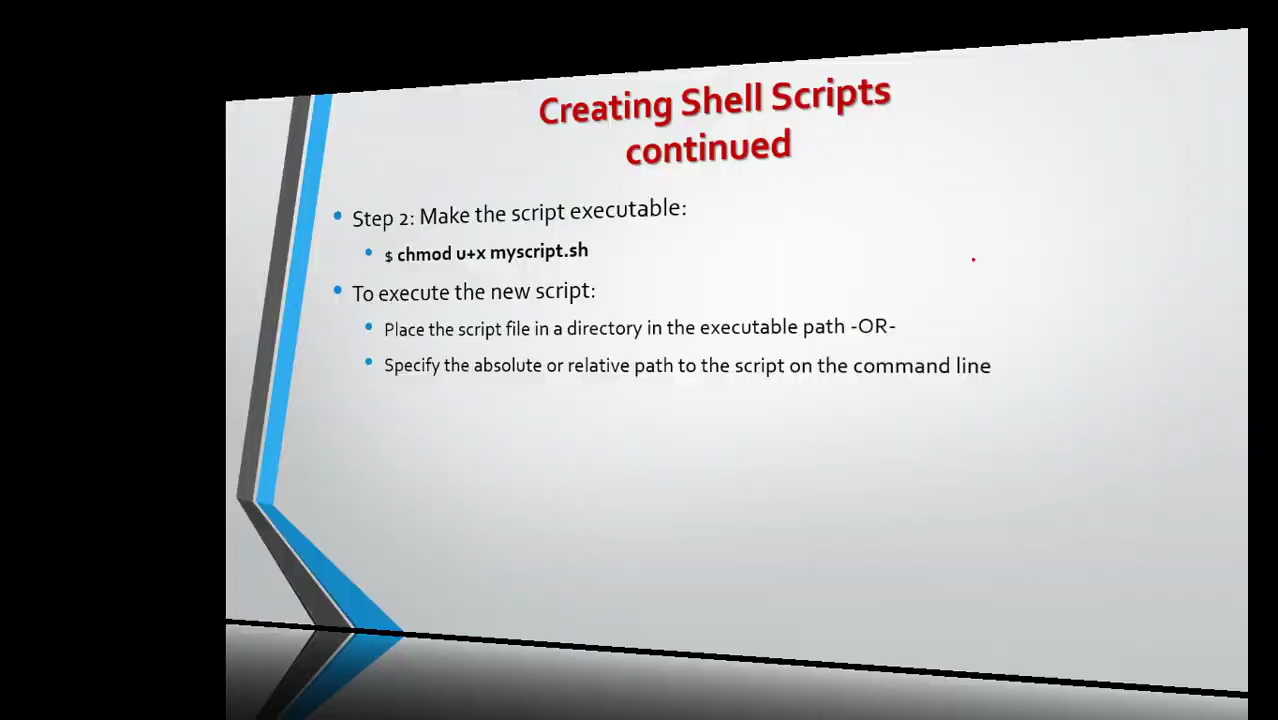 Creating Shell Scripts
continued
• Step 2: Make the script executable:
• $ chmod u+x myscript.sh
• To execute the new script:
• Place the script file in a directory in the executable path -OR-
• Specify the absolute or relative path to the script on the command line